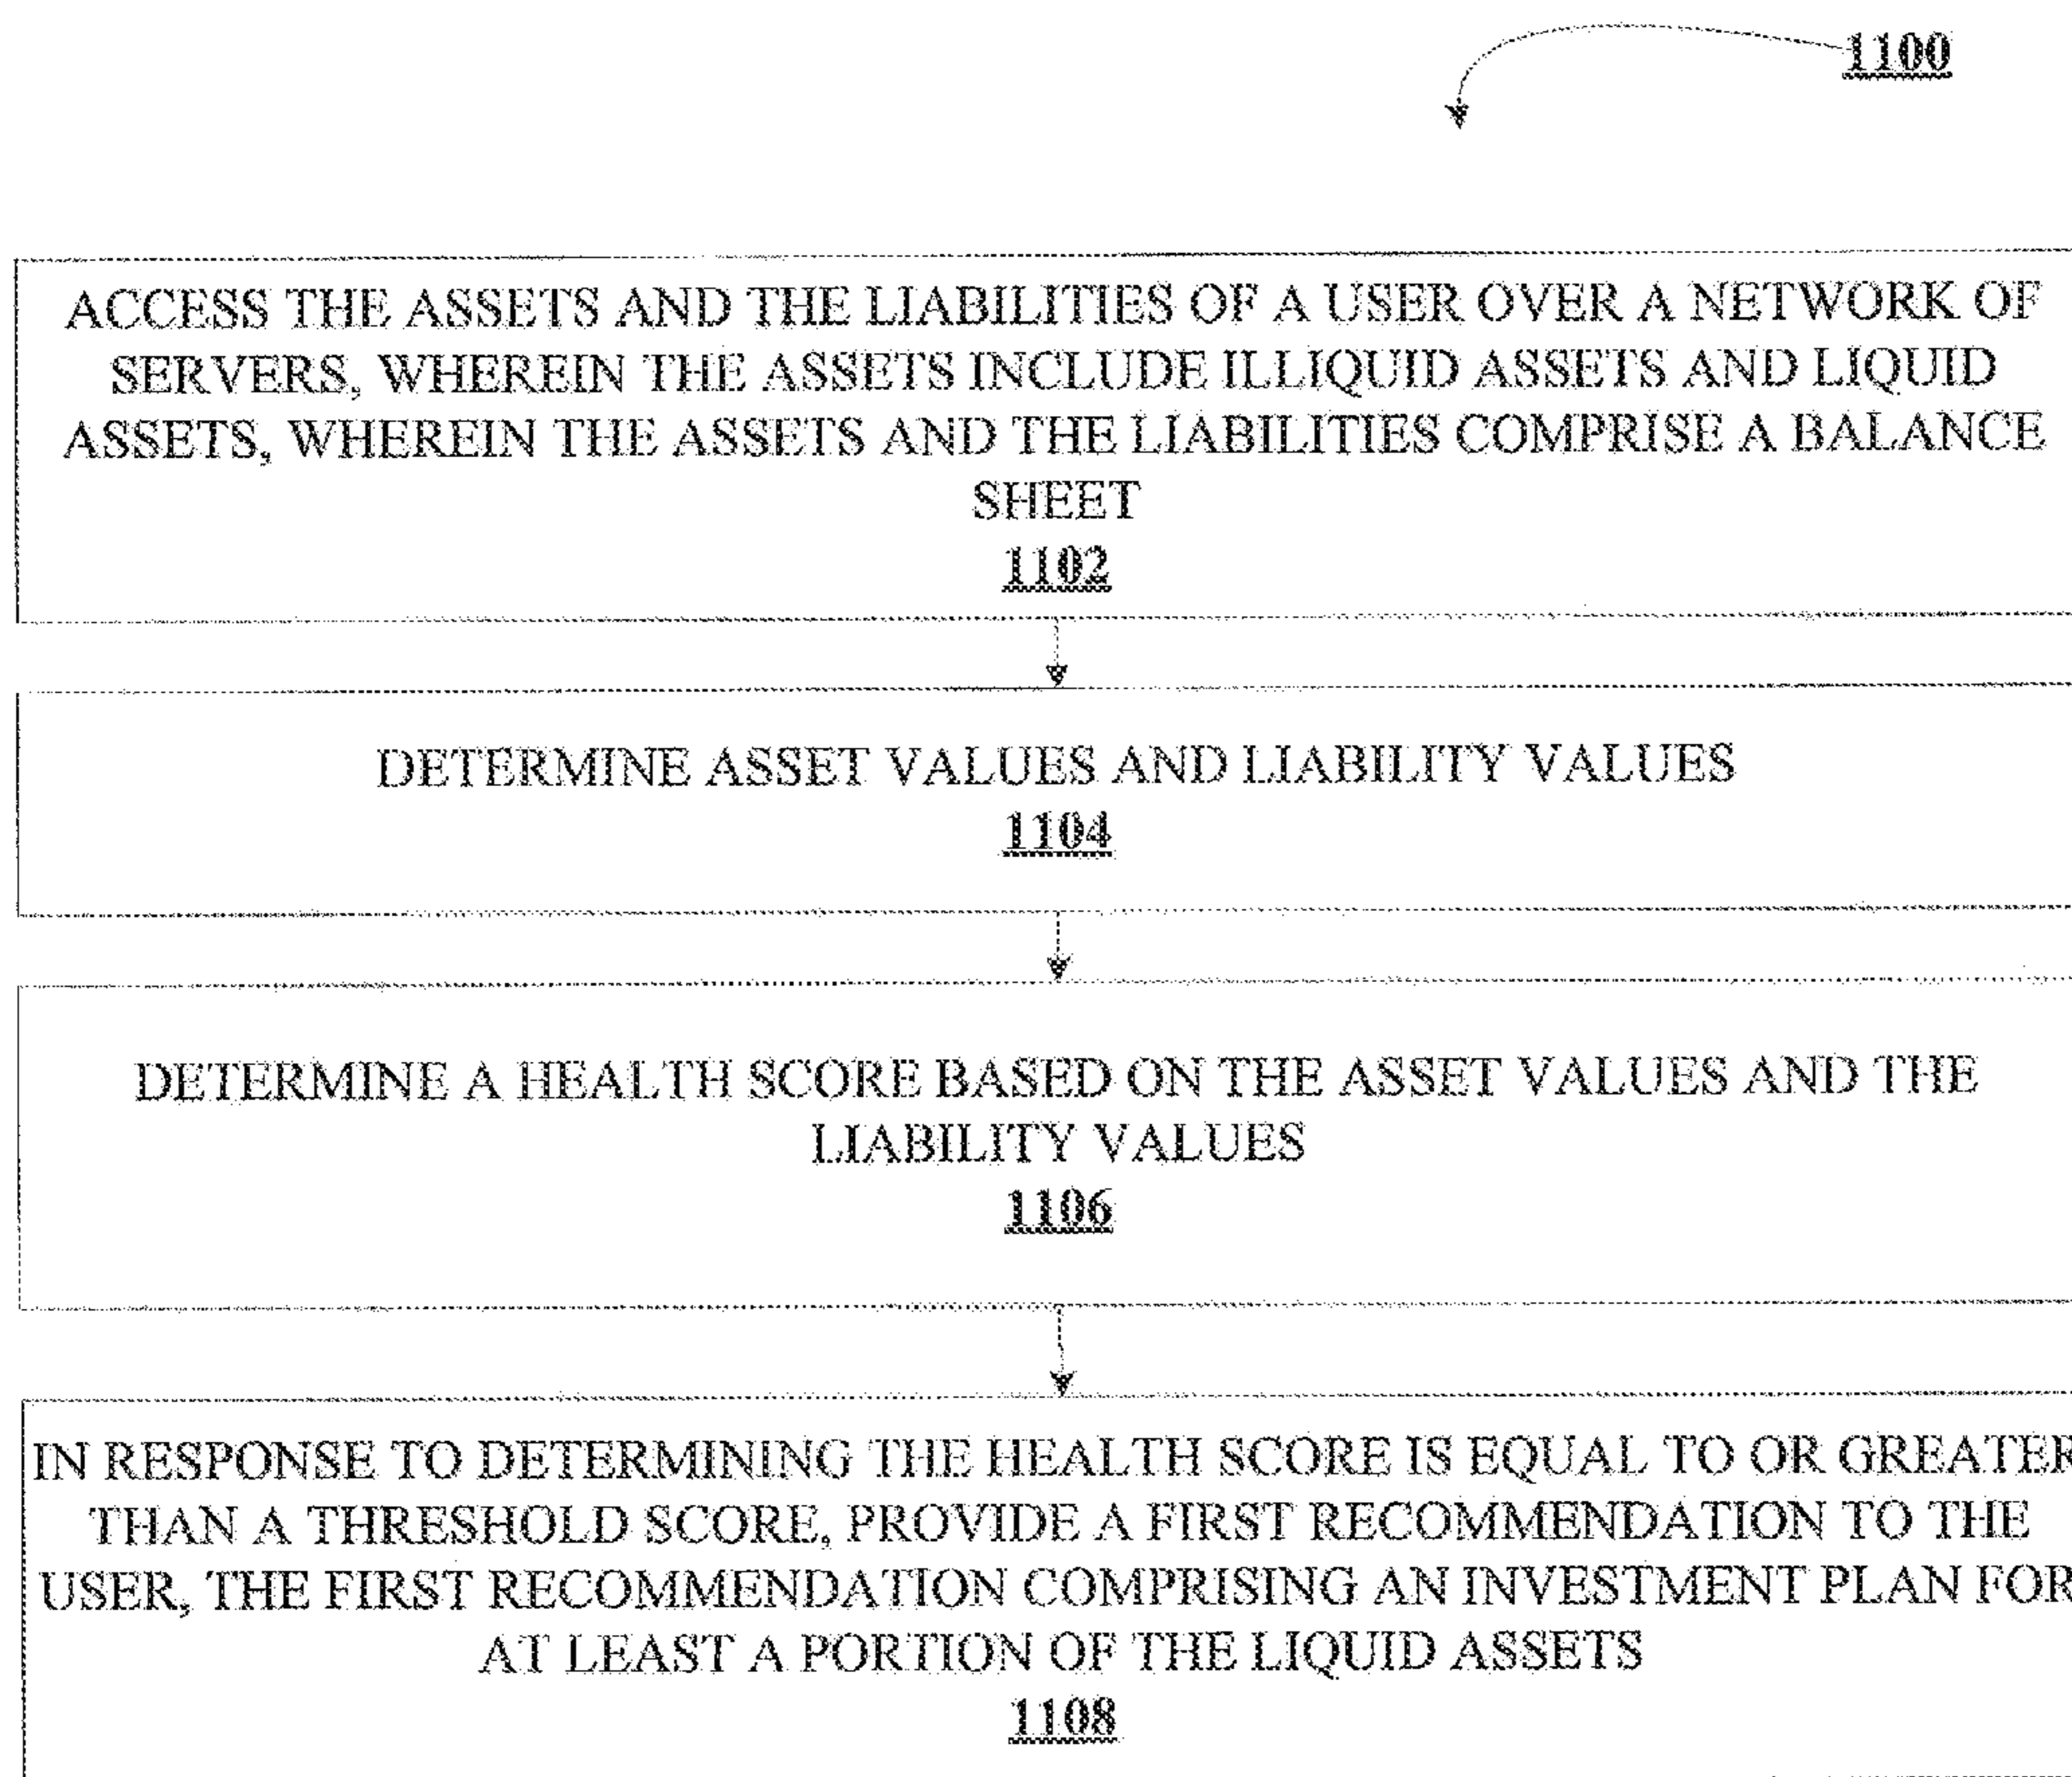 1100
ACCESS THE ASSETS AND THE LIABILITIES OF A USER OVER A NETWORK OF
SERVERS, WHEREIN THE ASSETS INCLUDE ILLIQUID ASSETS AND LIQUID
ASSETS, WHEREIN THE ASSETS AND THE LIABILITIES COMPRISE A BALANCE
SHEET
1102
DETERMINE ASSET VALUES AND LIABILITY VALUES
1104
DETERMINE A HEALTH SCORE BASED ON THE ASSET VALUES AND THE
LIABILITY VALUES
1106
IN RESPONSE TO DETERMINING THE HEALTH SCORE IS EQUAL TO OR GREATER
THAN A THRESHOLD SCORE, PROVIDE A FIRST RECOMMENDATION TO THE
USER, THE FIRST RECOMMENDATION COMPRISING AN INVESTMENT PLAN FOR
AT LEAST A PORTION OF THE LIQUID ASSETS
1108